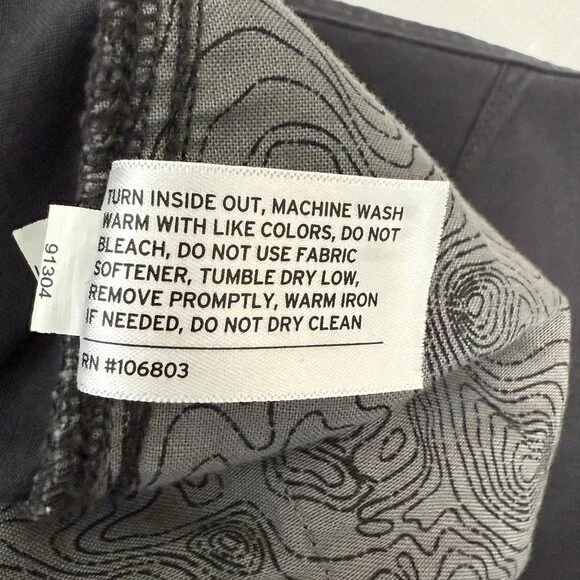 TURN INSIDE OUT, MACHINE WASH
WARM WITH LIKE COLORS, DO NOT
BLEACH, DO NOT USE FABRIC
SOFTENER, TUMBLE DRY LOW,
REMOVE PROMPTLY, WARM IRON
IF NEEDED, DO NOT DRY CLEAN
RN #106803
91304